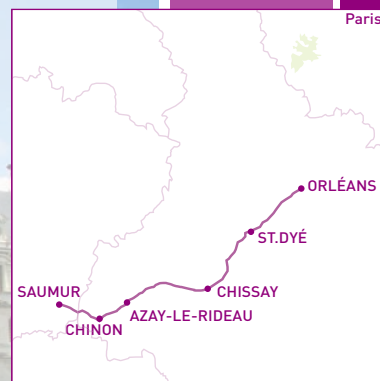 Paris
ORLÉANS
ST.DYÉ
CHISSAY
SAUMUR
AZAY-LE-RIDEAU
CHINON